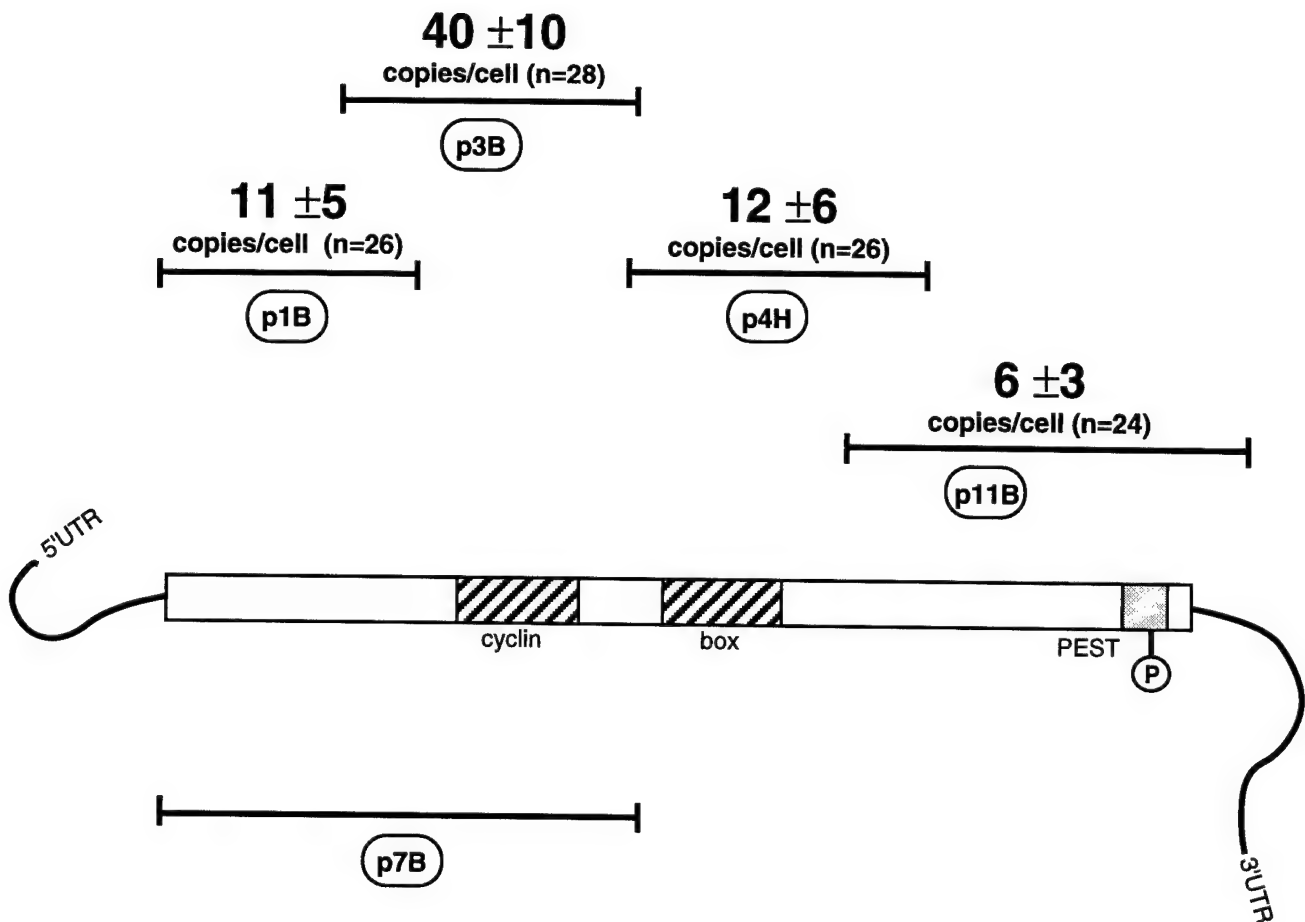 40 ±10
copies/cell (n=28)
p3B
11 ±5
copies/cell (n=26)
p1B
12 ±6
copies/cell (n=26)
p4H
6 ±3
copies/cell (n=24)
p11B
5'UTR
cyclin
box
PEST
P
p7B
3'UTR